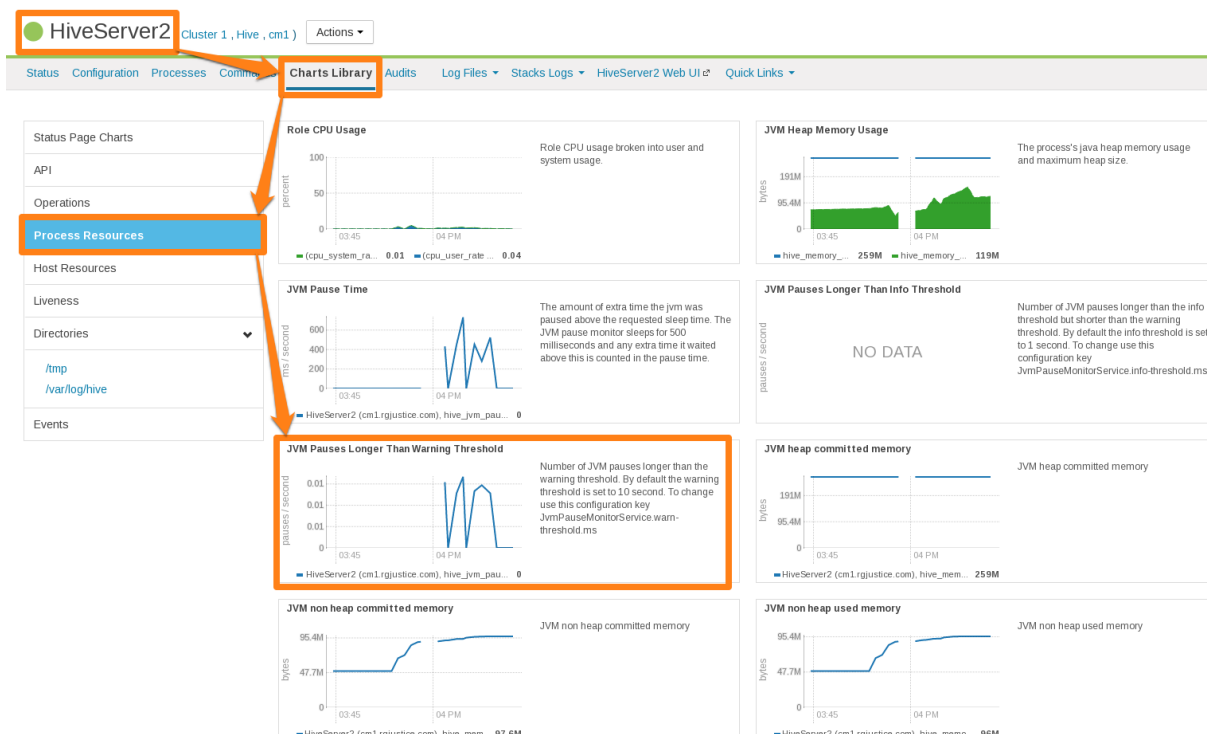 HiveServer2 (Cluster 1 , Hive , cm1 ) Actions
Status Configuration Processes Charts Library Audits Log Files Stacks Logs HiveServer2 Web UI Quick Links
Status Page Charts
API
Operations
Process Resources
Host Resources
Liveness
Directories
/tmp
/var/log/hive
Events
Role CPU Usage
percent
100
50
0
03:45
04 PM
(cpu_system_ra... 0.01 (cpu_user_rate ... 0.04
Role CPU usage broken into user and
system usage.
JVM Heap Memory Usage
bytes
191M
95.4M
0
03:45
04 PM
hive_memory_... 259M hive_memory_... 119M
The process's java heap memory usage
and maximum heap size.
JVM Pause Time
ms / second
600
400
200
0
03:45
04 PM
HiveServer2 (cm1.rgjustice.com), hive_jvm_pau... 0
The amount of extra time the jvm was
paused above the requested sleep time. The
JVM pause monitor sleeps for 500
milliseconds and any extra time it waited
above this is counted in the pause time.
JVM Pauses Longer Than Info Threshold
pauses / second
NO DATA
Number of JVM pauses longer than the info
threshold but shorter than the warning
threshold. By default the info threshold is set
to 1 second. To change use this
configuration key
JvmPauseMonitorService.info-threshold.ms
JVM Pauses Longer Than Warning Threshold
pauses / second
0.01
0.01
0.01
0
03:45
04 PM
HiveServer2 (cm1.rgjustice.com), hive_jvm_pau... 0
Number of JVM pauses longer than the
warning threshold. By default the warning
threshold is set to 10 second. To change
use this configuration key
JvmPauseMonitorService.warn-
threshold.ms
JVM heap committed memory
bytes
191M
95.4M
0
03:45
04 PM
HiveServer2 (cm1.rgjustice.com), hive_mem... 259M
JVM heap committed memory
JVM non heap committed memory
bytes
95.4M
47.7M
0
03:45
04 PM
HiveServer2 (cm1.rgjustice.com), hive_mem... 97.6M
JVM non heap committed memory
JVM non heap used memory
bytes
95.4M
47.7M
0
03:45
04 PM
HiveServer2 (cm1.rgjustice.com), hive_memo... 96M
JVM non heap used memory